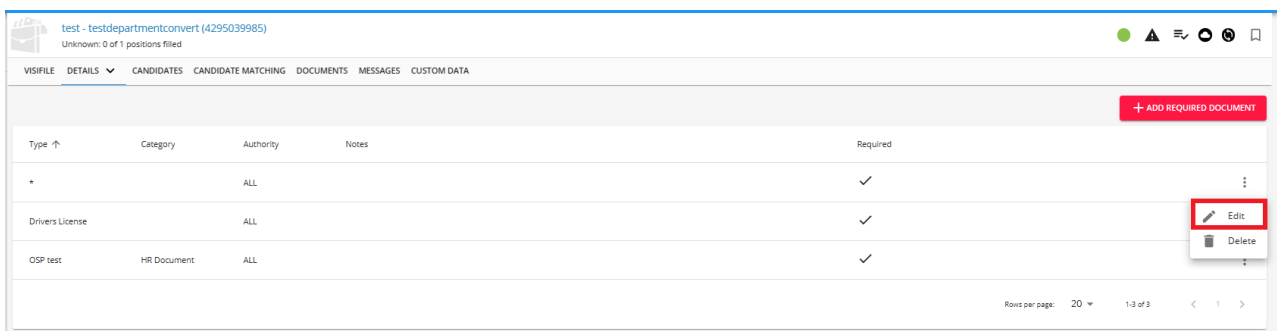 test - testdepartmentconvert (4295039985)
Unknown: 0 of 1 positions filled
VISIFILE DETAILS CANDIDATES CANDIDATE MATCHING DOCUMENTS MESSAGES CUSTOM DATA
+ ADD REQUIRED DOCUMENT
Type Category Authority Notes Required
* ALL
Drivers License ALL
Edit
Delete
OSP test HR Document ALL
Rows per page: 20 1-3 of 3 1